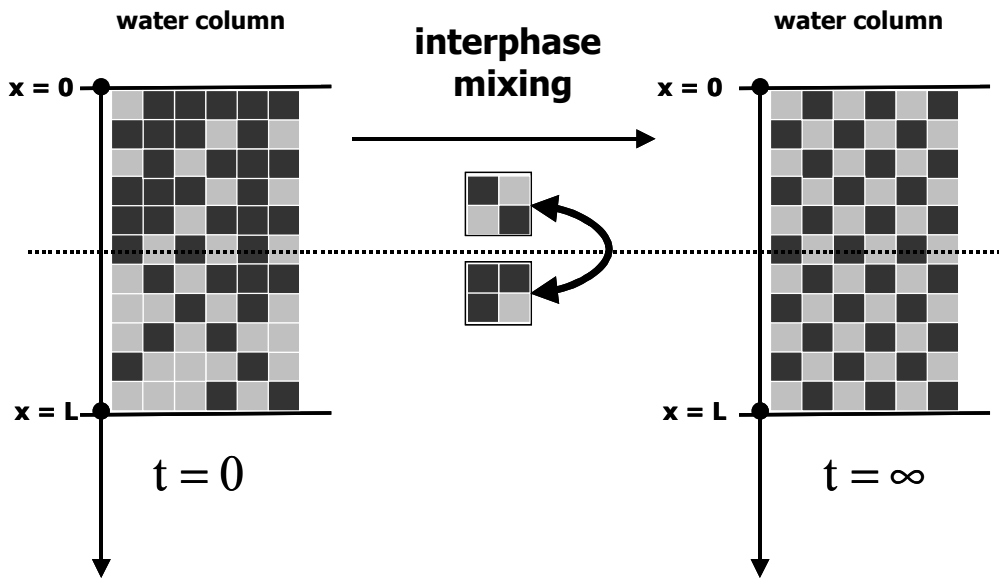 water column
interphase
mixing
water column
x = 0
x = 0
x = L
x = L
t = 0
t = ∞